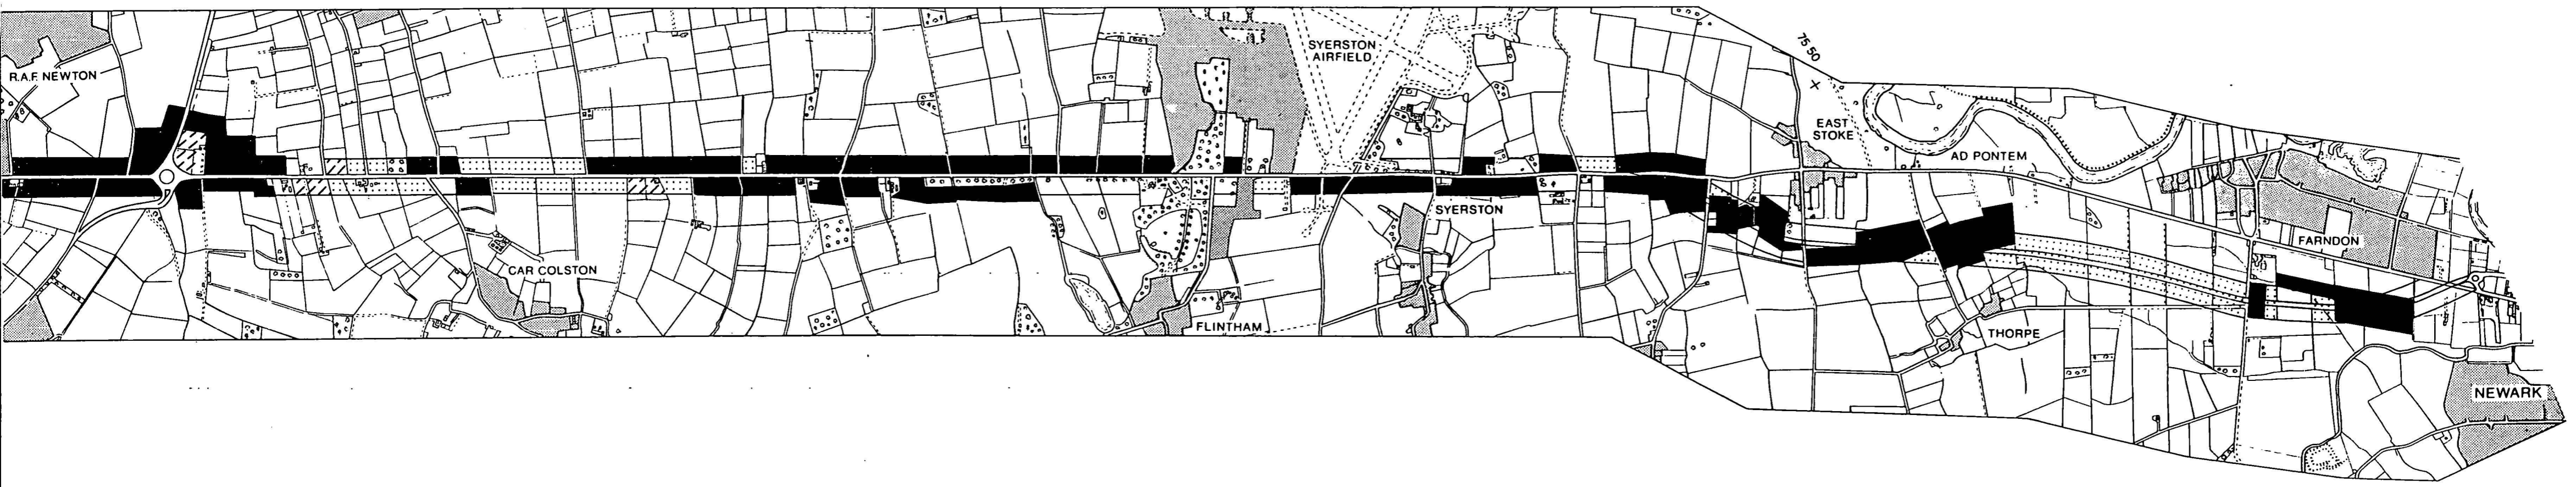 R.A.F. NEWTON
CAR COLSTON
FLINTHAM
SYERSTON
AIRFIELD
SYERSTON
75 50
EAST
STOKE
AD PONTEM
THORPE
FARNDON
NEWARK